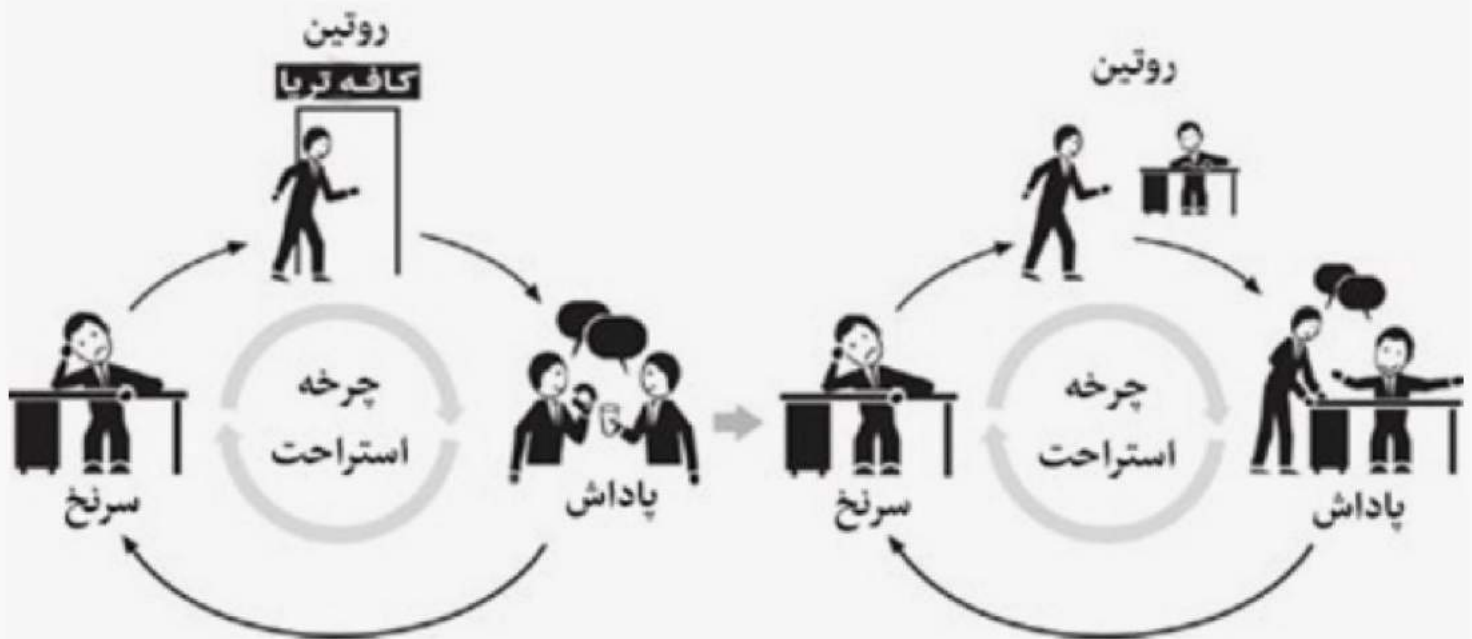 روتین
کافه تریا
چرخه
استراحت
سرنخ
پاداش
روتین
چرخه
استراحت
سرنخ
پاداش